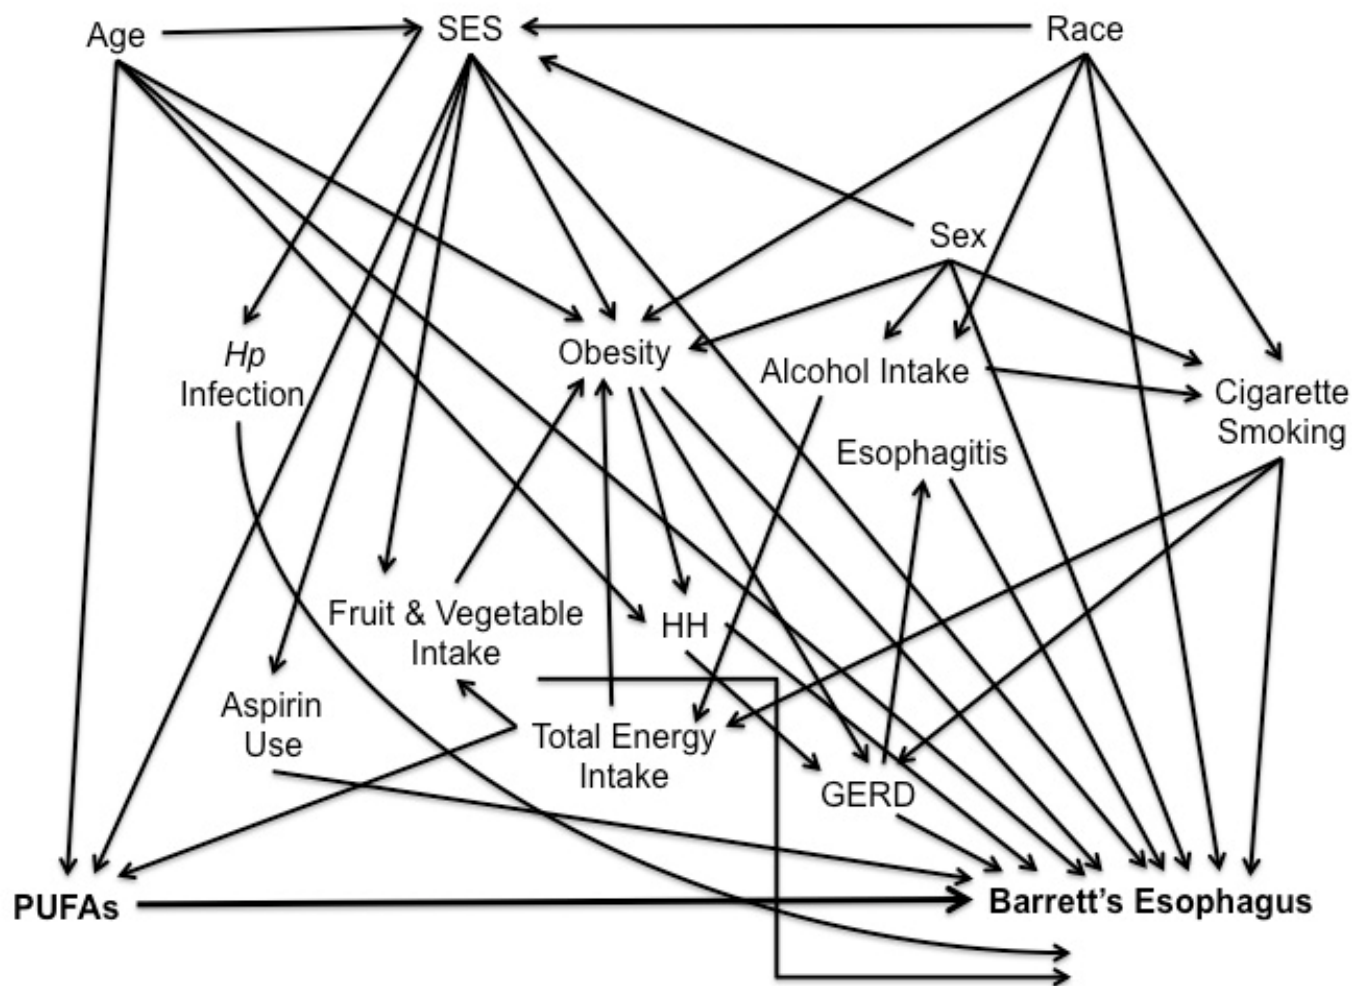 Age
SES
Race
Sex
Hp
Infection
Obesity
Alcohol Intake
Cigarette
Smoking
Esophagitis
Fruit & Vegetable
Intake
HH
Aspirin
Use
Total Energy
Intake
GERD
PUFAs
Barrett's Esophagus